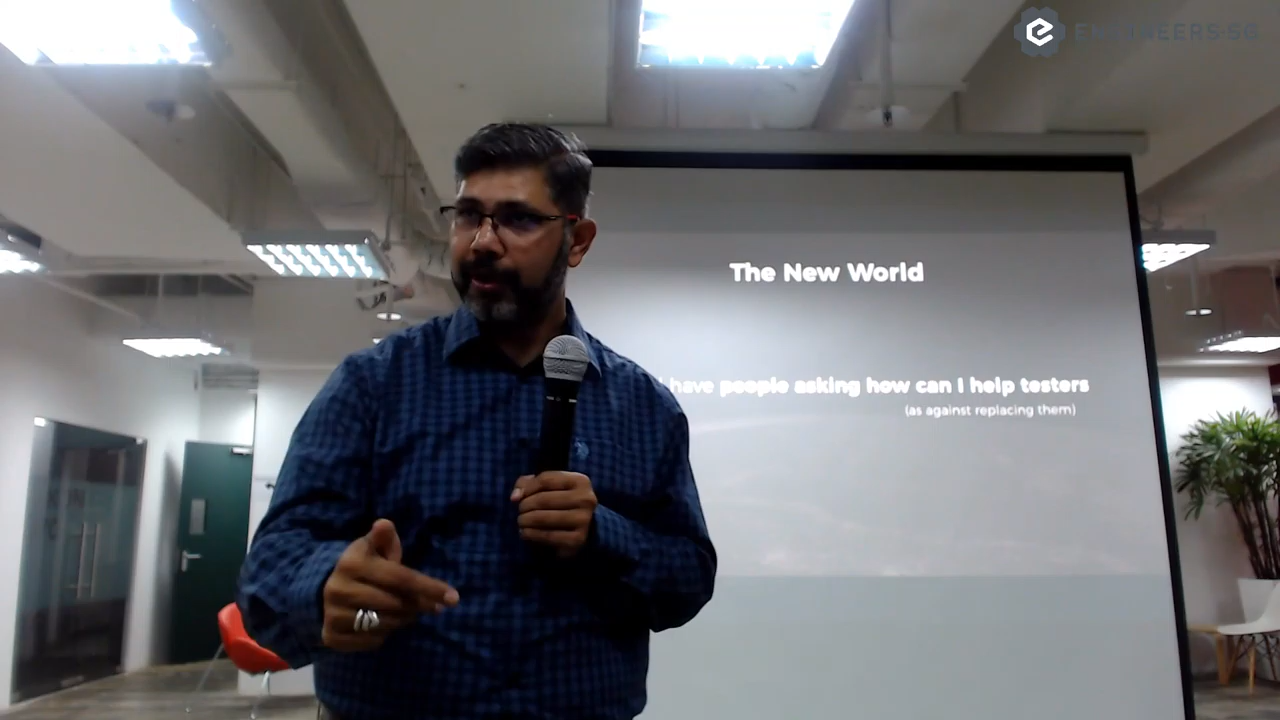 ENGINEERS.SG
The New World
I have people asking how can I help testers
(as against replacing them)